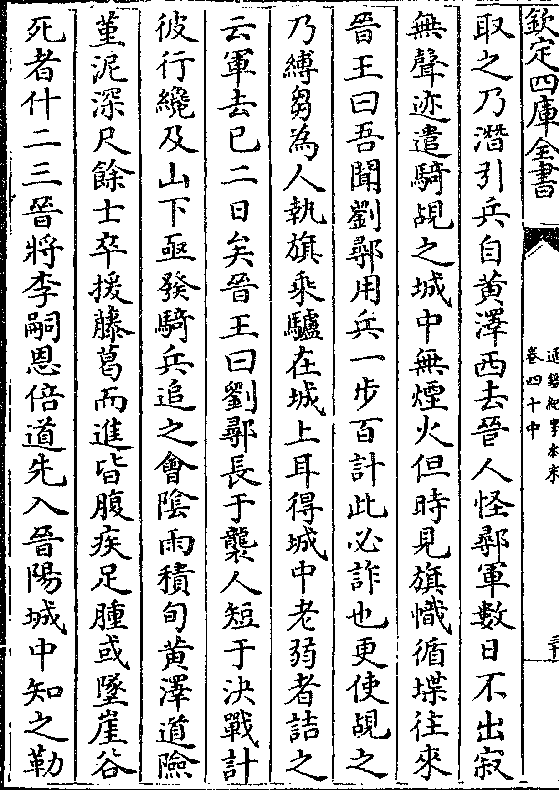 欽定四庫全書
通鑑紀事本末
卷四十中
取之乃潛引兵自黄澤西去晉人怪鄩軍數日不出寂
無聲迹遣騎覘之城中無煙火但時見旗幟循堞往來
晉王曰吾聞劉鄩用兵一步百計此必詐也更使覘之
乃縛芻為人執旗乘驢在城上耳得城中老弱者詰之
云軍去已二日矣晉王曰劉鄩長于襲人短于決戰計
彼行纔及山下亟發騎兵追之會陰雨積旬黄澤道險
堇泥深尺餘士卒援藤葛而進皆腹疾足腫或墜崖谷
死者什二三晉將李嗣恩倍道先入晉陽城中知之勒